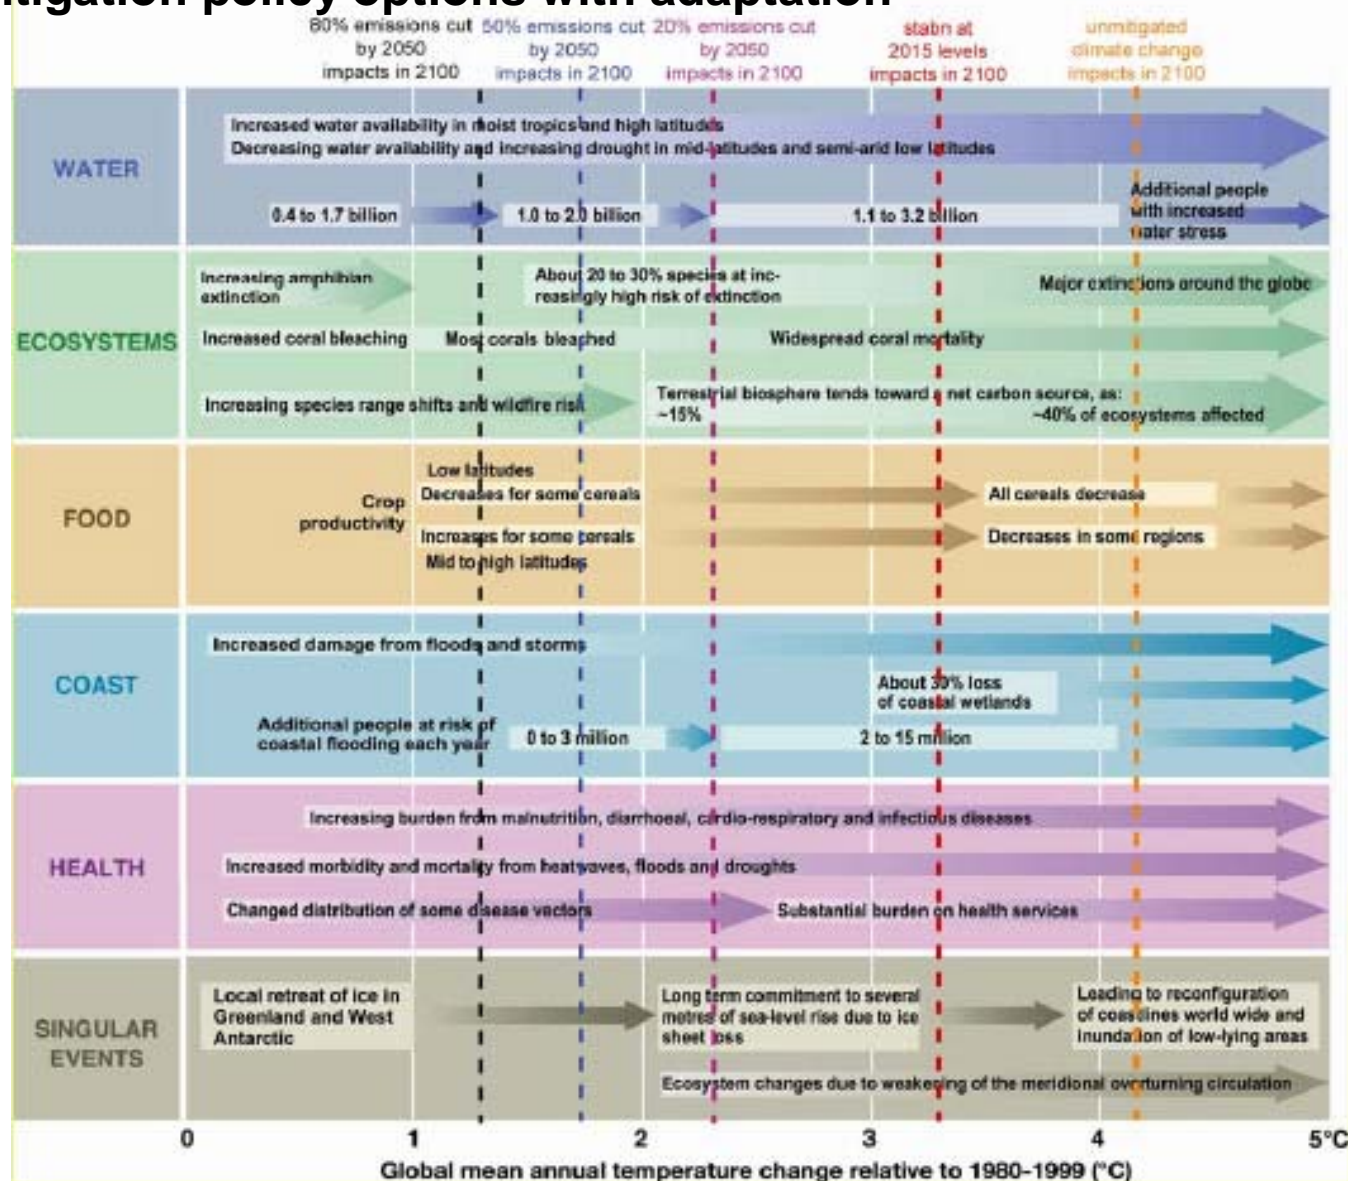 itigation policy options with adaptation
80% emissions cut
by 2050
impacts in 2100
50% emissions cut
by 2050
impacts in 2100
20% emissions cut
by 2050
impacts in 2100
stabn at
2015 levels
impacts in 2100
unmitigated
climate change
impacts in 2100
WATER
Increased water availability in moist tropics and high latitudes
Decreasing water availability and increasing drought in mid-latitudes and semi-arid low latitudes
0.4 to 1.7 billion
1.0 to 2.0 billion
1.1 to 3.2 billion
Additional people
with increased
water stress
ECOSYSTEMS
Increasing amphibian
extinction
About 20 to 30% species at inc-
reasingly high risk of extinction
Major extinctions around the globe
Increased coral bleaching
Most corals bleached
Widespread coral mortality
Increasing species range shifts and wildfire risk
Terrestrial biosphere tends toward a net carbon source, as:
~15%
~40% of ecosystems affected
FOOD
Crop
productivity
Low latitudes
Decreases for some cereals
All cereals decrease
Increases for some cereals
Mid to high latitudes
Decreases in some regions
COAST
Increased damage from floods and storms
About 30% loss
of coastal wetlands
Additional people at risk of
coastal flooding each year
0 to 3 million
2 to 15 million
HEALTH
Increasing burden from malnutrition, diarrhoeal, cardio-respiratory and infectious diseases
Increased morbidity and mortality from heatwaves, floods and droughts
Changed distribution of some disease vectors
Substantial burden on health services
SINGULAR
EVENTS
Local retreat of ice in
Greenland and West
Antarctic
Long term commitment to several
metres of sea-level rise due to ice
sheet loss
Leading to reconfiguration
of coastlines world wide and
inundation of low-lying areas
Ecosystem changes due to weakening of the meridional overturning circulation
0 1 2 3 4 5°C
Global mean annual temperature change relative to 1980-1999 (°C)